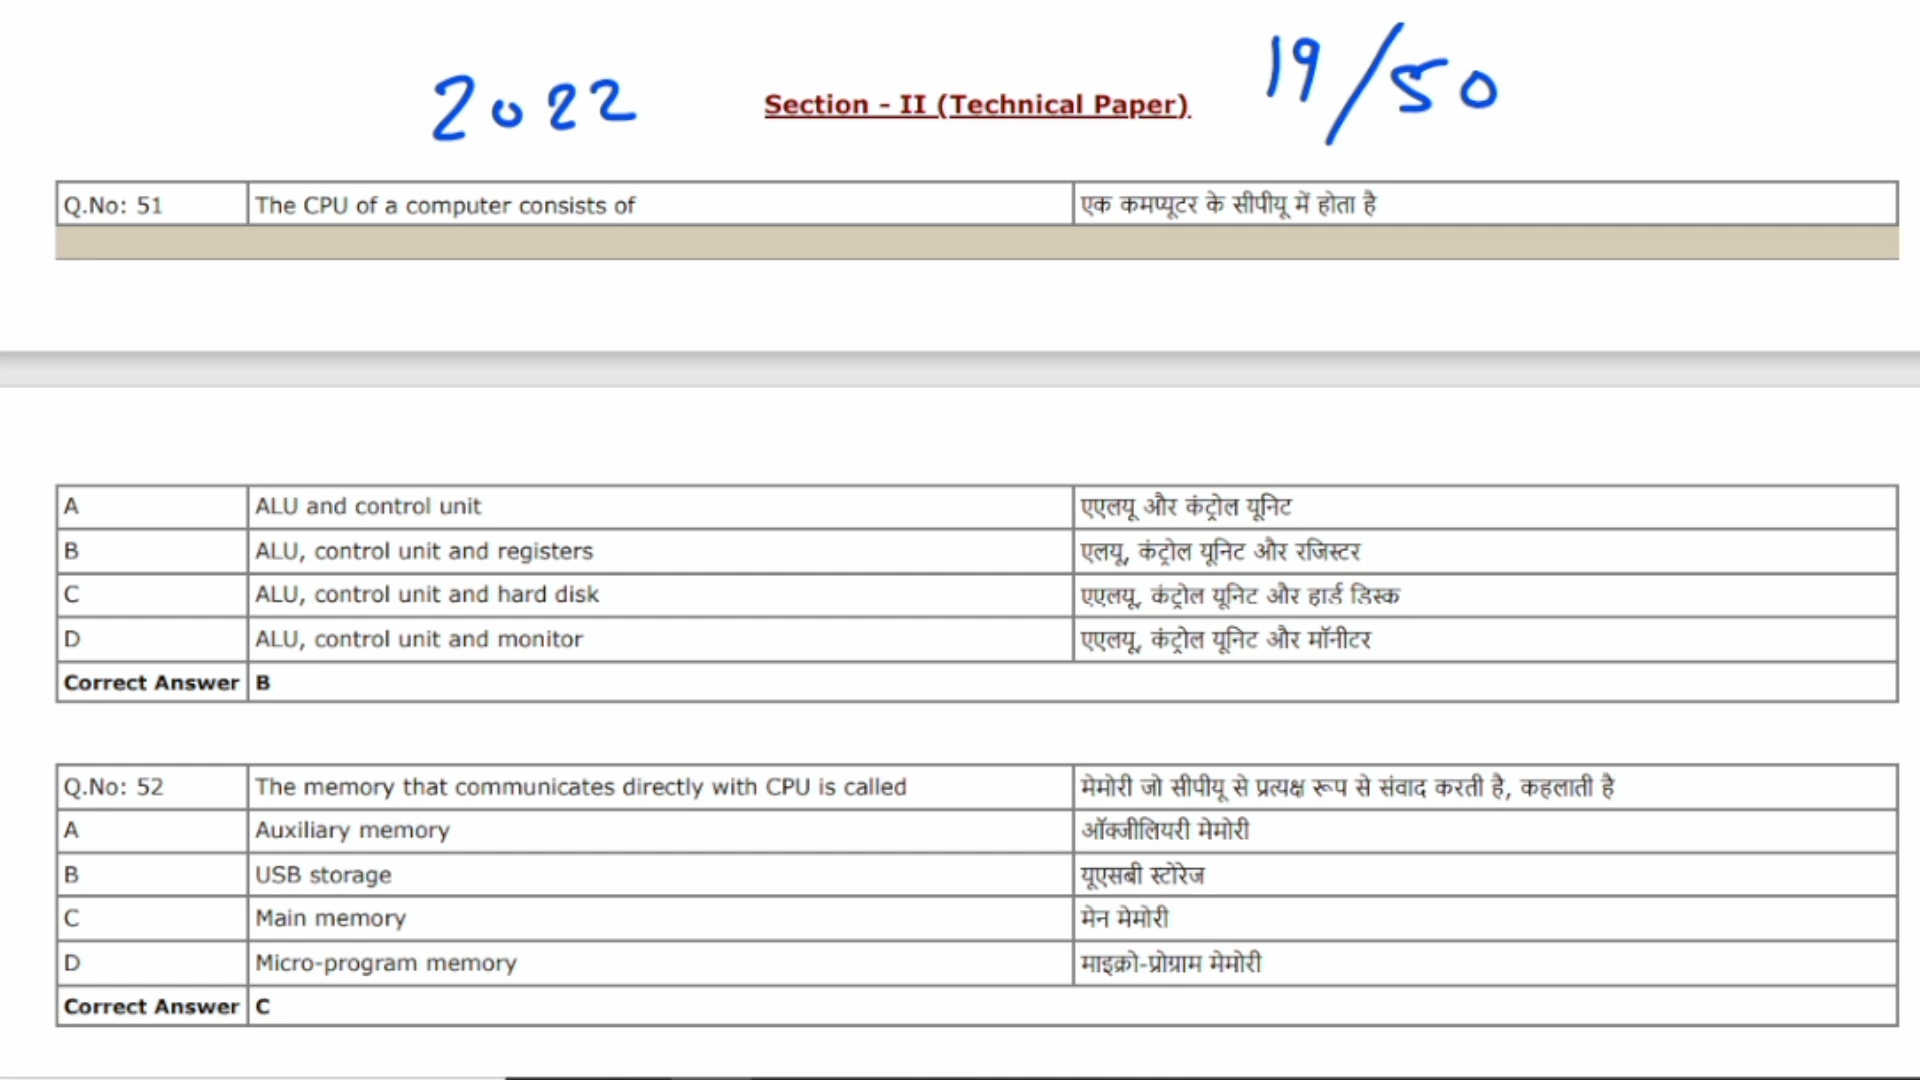 2022 Section - II (Technical Paper) 19/50
Q.No: 51 The CPU of a computer consists of एक कमप्यूटर के सीपीयू में होता है
A ALU and control unit एएलयू और कंट्रोल यूनिट
B ALU, control unit and registers एलयू, कंट्रोल यूनिट और रजिस्टर
C ALU, control unit and hard disk एएलयू, कंट्रोल यूनिट और हार्ड डिस्क
D ALU, control unit and monitor एएलयू, कंट्रोल यूनिट और मॉनीटर
Correct Answer B
Q.No: 52 The memory that communicates directly with CPU is called मेमोरी जो सीपीयू से प्रत्यक्ष रूप से संवाद करती है, कहलाती है
A Auxiliary memory ऑक्जीलियरी मेमोरी
B USB storage यूएसबी स्टोरेज
C Main memory मेन मेमोरी
D Micro-program memory माइक्रो-प्रोग्राम मेमोरी
Correct Answer C